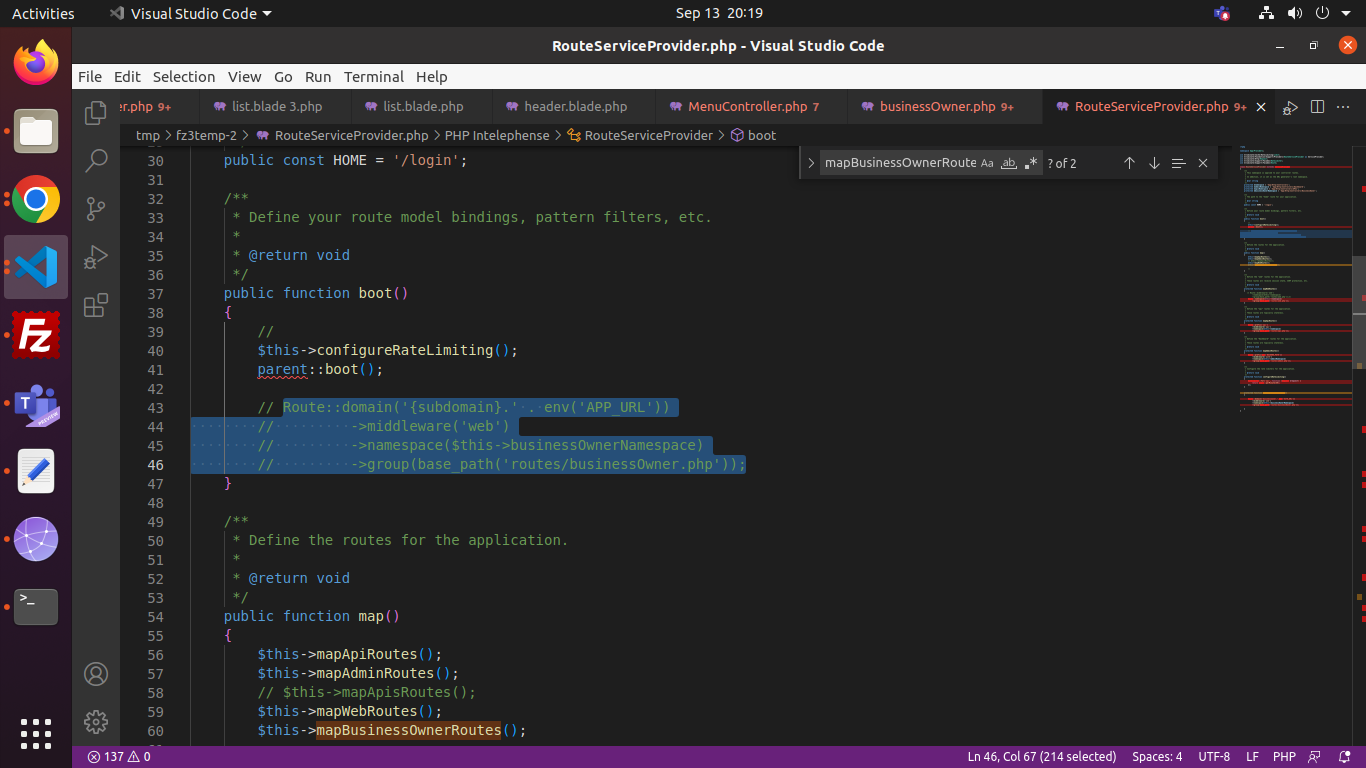 Activities
Visual Studio Code
Sep 13 20:19
RouteServiceProvider.php - Visual Studio Code
File Edit Selection View Go Run Terminal Help
er.php 9+
list.blade 3.php
list.blade.php
header.blade.php
MenuController.php 7
businessOwner.php 9+
RouteServiceProvider.php 9+
tmp > fz3temp-2 > RouteServiceProvider.php > PHP Intelephense > RouteServiceProvider > boot
mapBusinessOwnerRoute Aa ab .* ? of 2
30 public const HOME = '/login';
31
32 /**
33 * Define your route model bindings, pattern filters, etc.
34 *
35 * @return void
36 */
37 public function boot()
38 {
39 //
40 $this->configureRateLimiting();
41 parent::boot();
42
43 // Route::domain('{subdomain}.' . env('APP_URL'))
44 // ->middleware('web')
45 // ->namespace($this->businessOwnerNamespace)
46 // ->group(base_path('routes/businessOwner.php'));
47 }
48
49 /**
50 * Define the routes for the application.
51 *
52 * @return void
53 */
54 public function map()
55 {
56 $this->mapApiRoutes();
57 $this->mapAdminRoutes();
58 // $this->mapApisRoutes();
59 $this->mapWebRoutes();
60 $this->mapBusinessOwnerRoutes();
Fz
T
PREVIEW
>_
137 0
Ln 46, Col 67 (214 selected)
Spaces: 4
UTF-8
LF
PHP